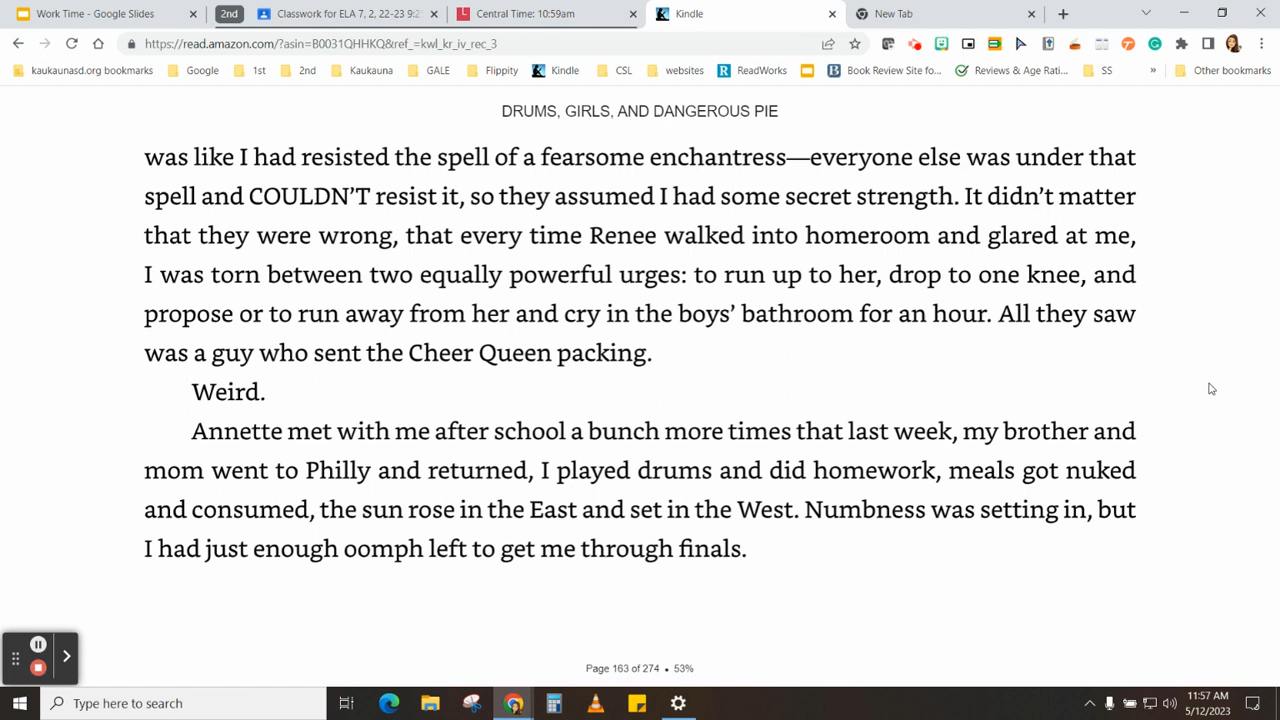 Work Time - Google Slides
2nd
Classwork for ELA 7, 2, 22-23 9:2
Central Time: 10:59am
Kindle
New Tab
https://read.amazon.com/?asin=B0031QHHKQ&ref_=kwl_kr_iv_rec_3
kaukaunasd.org bookmarks
Google
1st
2nd
Kaukauna
GALE
Flippity
Kindle
CSL
websites
ReadWorks
Book Review Site fo...
Reviews & Age Rati...
SS
Other bookmarks
DRUMS, GIRLS, AND DANGEROUS PIE
was like I had resisted the spell of a fearsome enchantress—everyone else was under that
spell and COULDN’T resist it, so they assumed I had some secret strength. It didn’t matter
that they were wrong, that every time Renee walked into homeroom and glared at me,
I was torn between two equally powerful urges: to run up to her, drop to one knee, and
propose or to run away from her and cry in the boys’ bathroom for an hour. All they saw
was a guy who sent the Cheer Queen packing.
Weird.
Annette met with me after school a bunch more times that last week, my brother and
mom went to Philly and returned, I played drums and did homework, meals got nuked
and consumed, the sun rose in the East and set in the West. Numbness was setting in, but
I had just enough oomph left to get me through finals.
Page 163 of 274 • 53%
Type here to search
11:57 AM
5/12/2023